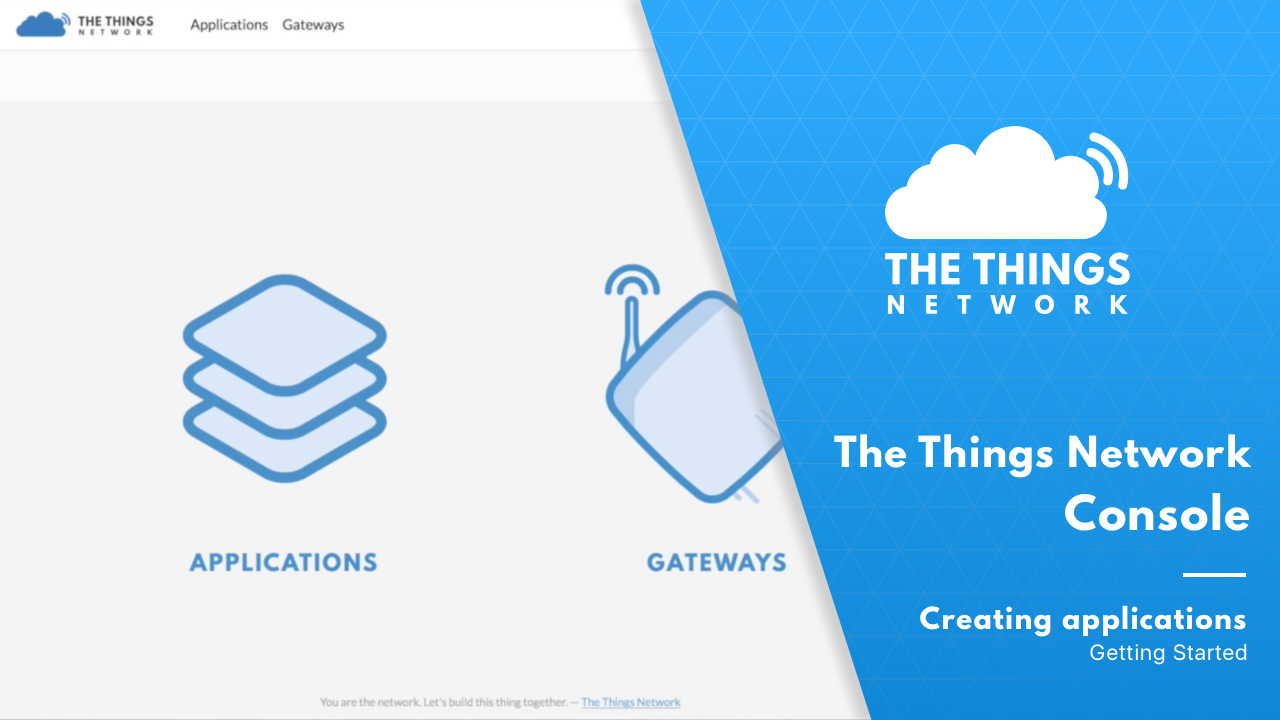 THE THINGS
NETWORK
Applications Gateways
APPLICATIONS
GATEWAYS
You are the network. Let's build this thing together. — The Things Network
THE THINGS
NETWORK
The Things Network
Console
Creating applications
Getting Started